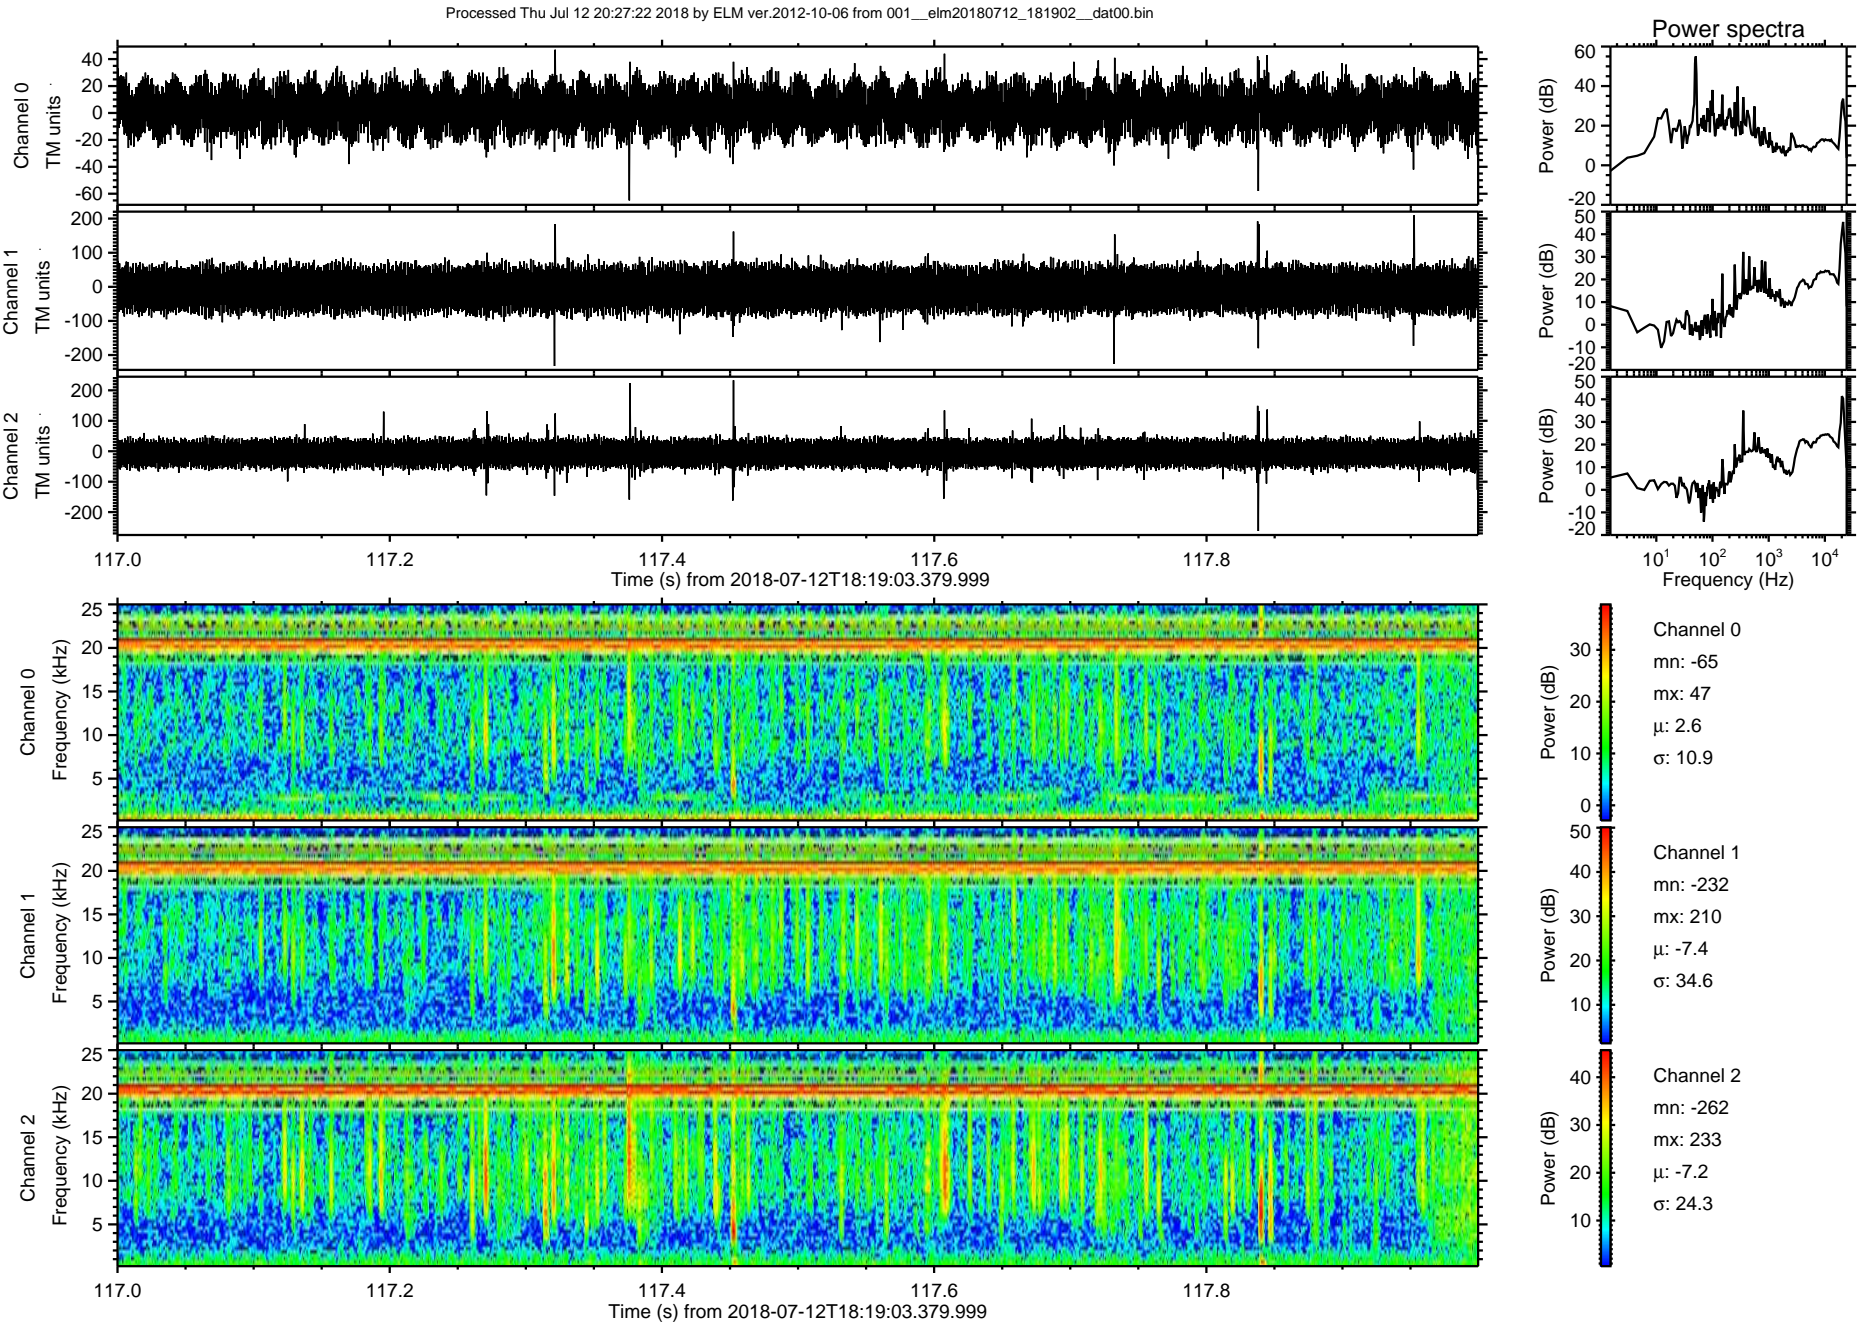 Processed Thu Jul 12 20:27:22 2018 by ELM ver.2012-10-06 from 001__elm20180712_181902__dat00.bin
Power spectra
Channel 0
TM units
40
20
0
-20
-40
-60
Power (dB)
60
40
20
0
-20
Channel 1
TM units
200
100
0
-100
-200
Power (dB)
50
40
30
20
10
0
-10
-20
Channel 2
TM units
200
100
0
-100
-200
Power (dB)
50
40
30
20
10
0
-10
-20
117.0 117.2 117.4 117.6 117.8
Time (s) from 2018-07-12T18:19:03.379.999
10^1 10^2 10^3 10^4
Frequency (Hz)
Channel 0
Frequency (kHz)
25
20
15
10
5
Power (dB)
30
20
10
0
Channel 0
mn: -65
mx: 47
μ: 2.6
σ: 10.9
Channel 1
Frequency (kHz)
25
20
15
10
5
Power (dB)
50
40
30
20
10
Channel 1
mn: -232
mx: 210
μ: -7.4
σ: 34.6
Channel 2
Frequency (kHz)
25
20
15
10
5
Power (dB)
40
30
20
10
Channel 2
mn: -262
mx: 233
μ: -7.2
σ: 24.3
117.0 117.2 117.4 117.6 117.8
Time (s) from 2018-07-12T18:19:03.379.999